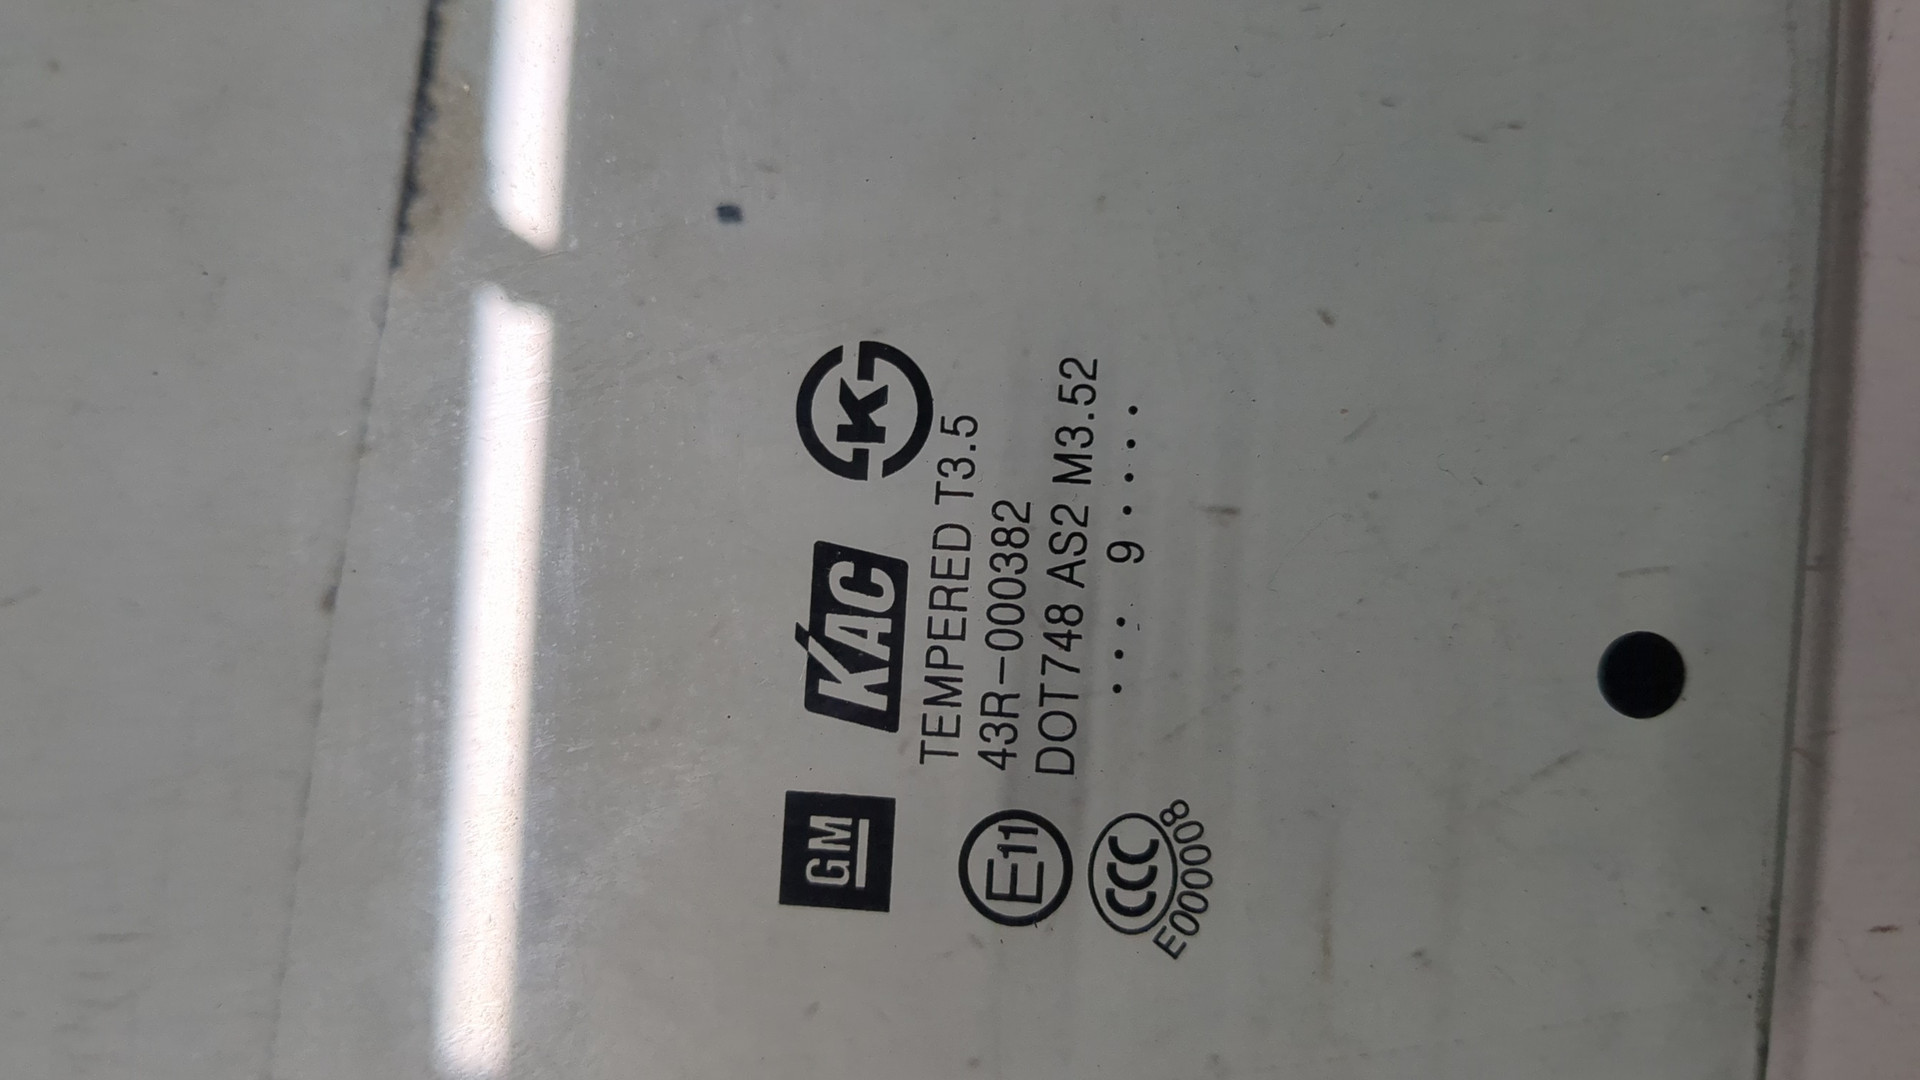 GM KAC K
TEMPERED T3.5
E11 43R-000382
DOT748 AS2 M3.52
CCC ... 9 ....
E000008